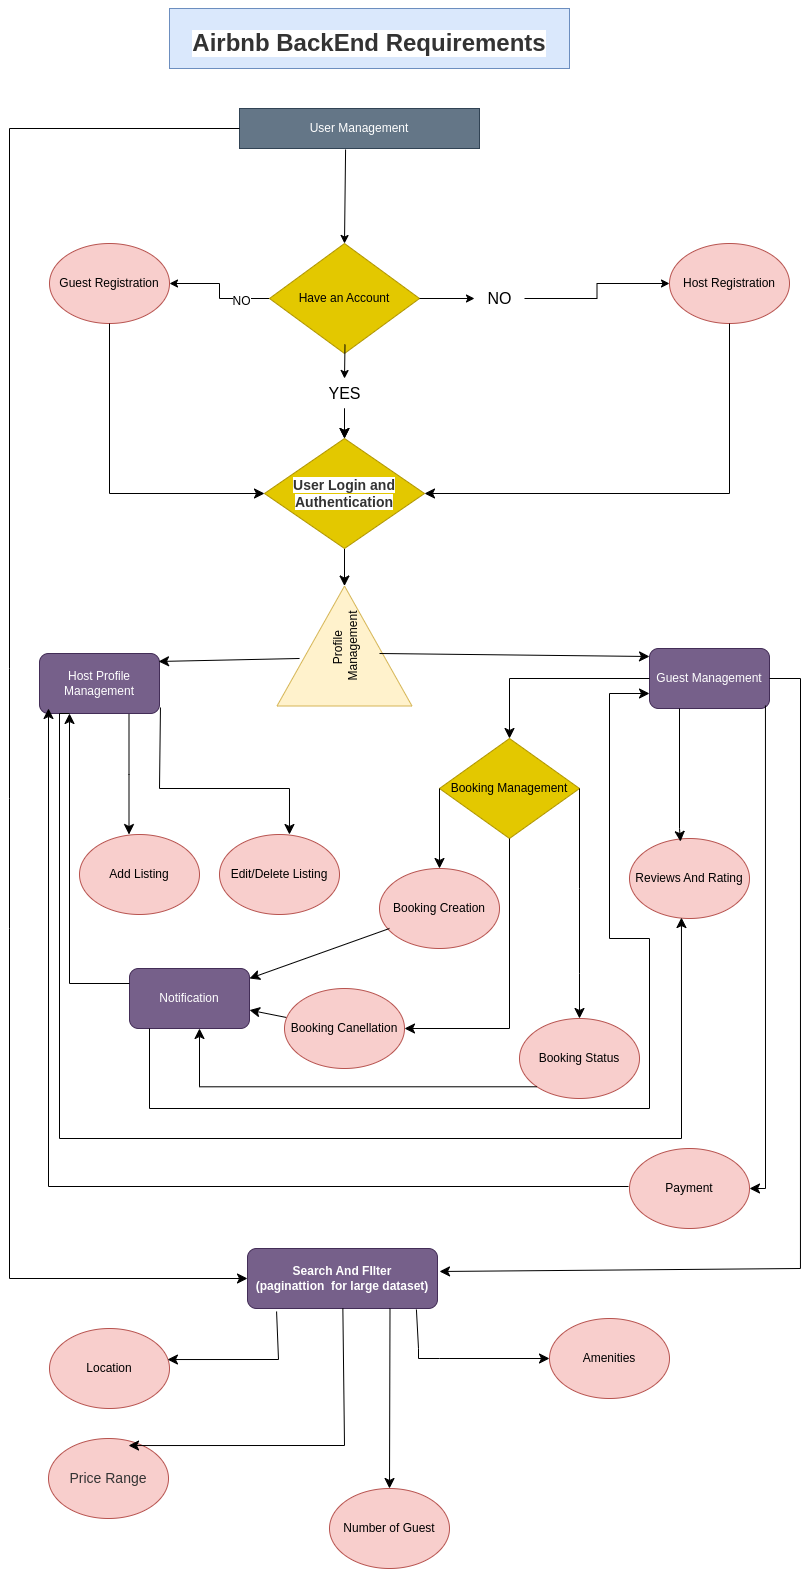 Airbnb BackEnd Requirements
User Management
Guest Registration
NO
Have an Account
NO
Host Registration
YES
User Login and
Authentication
Profile
Management
Host Profile
Management
Guest Management
Booking Management
Add Listing
Edit/Delete Listing
Reviews And Rating
Booking Creation
Notification
Booking Canellation
Booking Status
Payment
Search And FIlter
(paginattion  for large dataset)
Location
Amenities
Price Range
Number of Guest